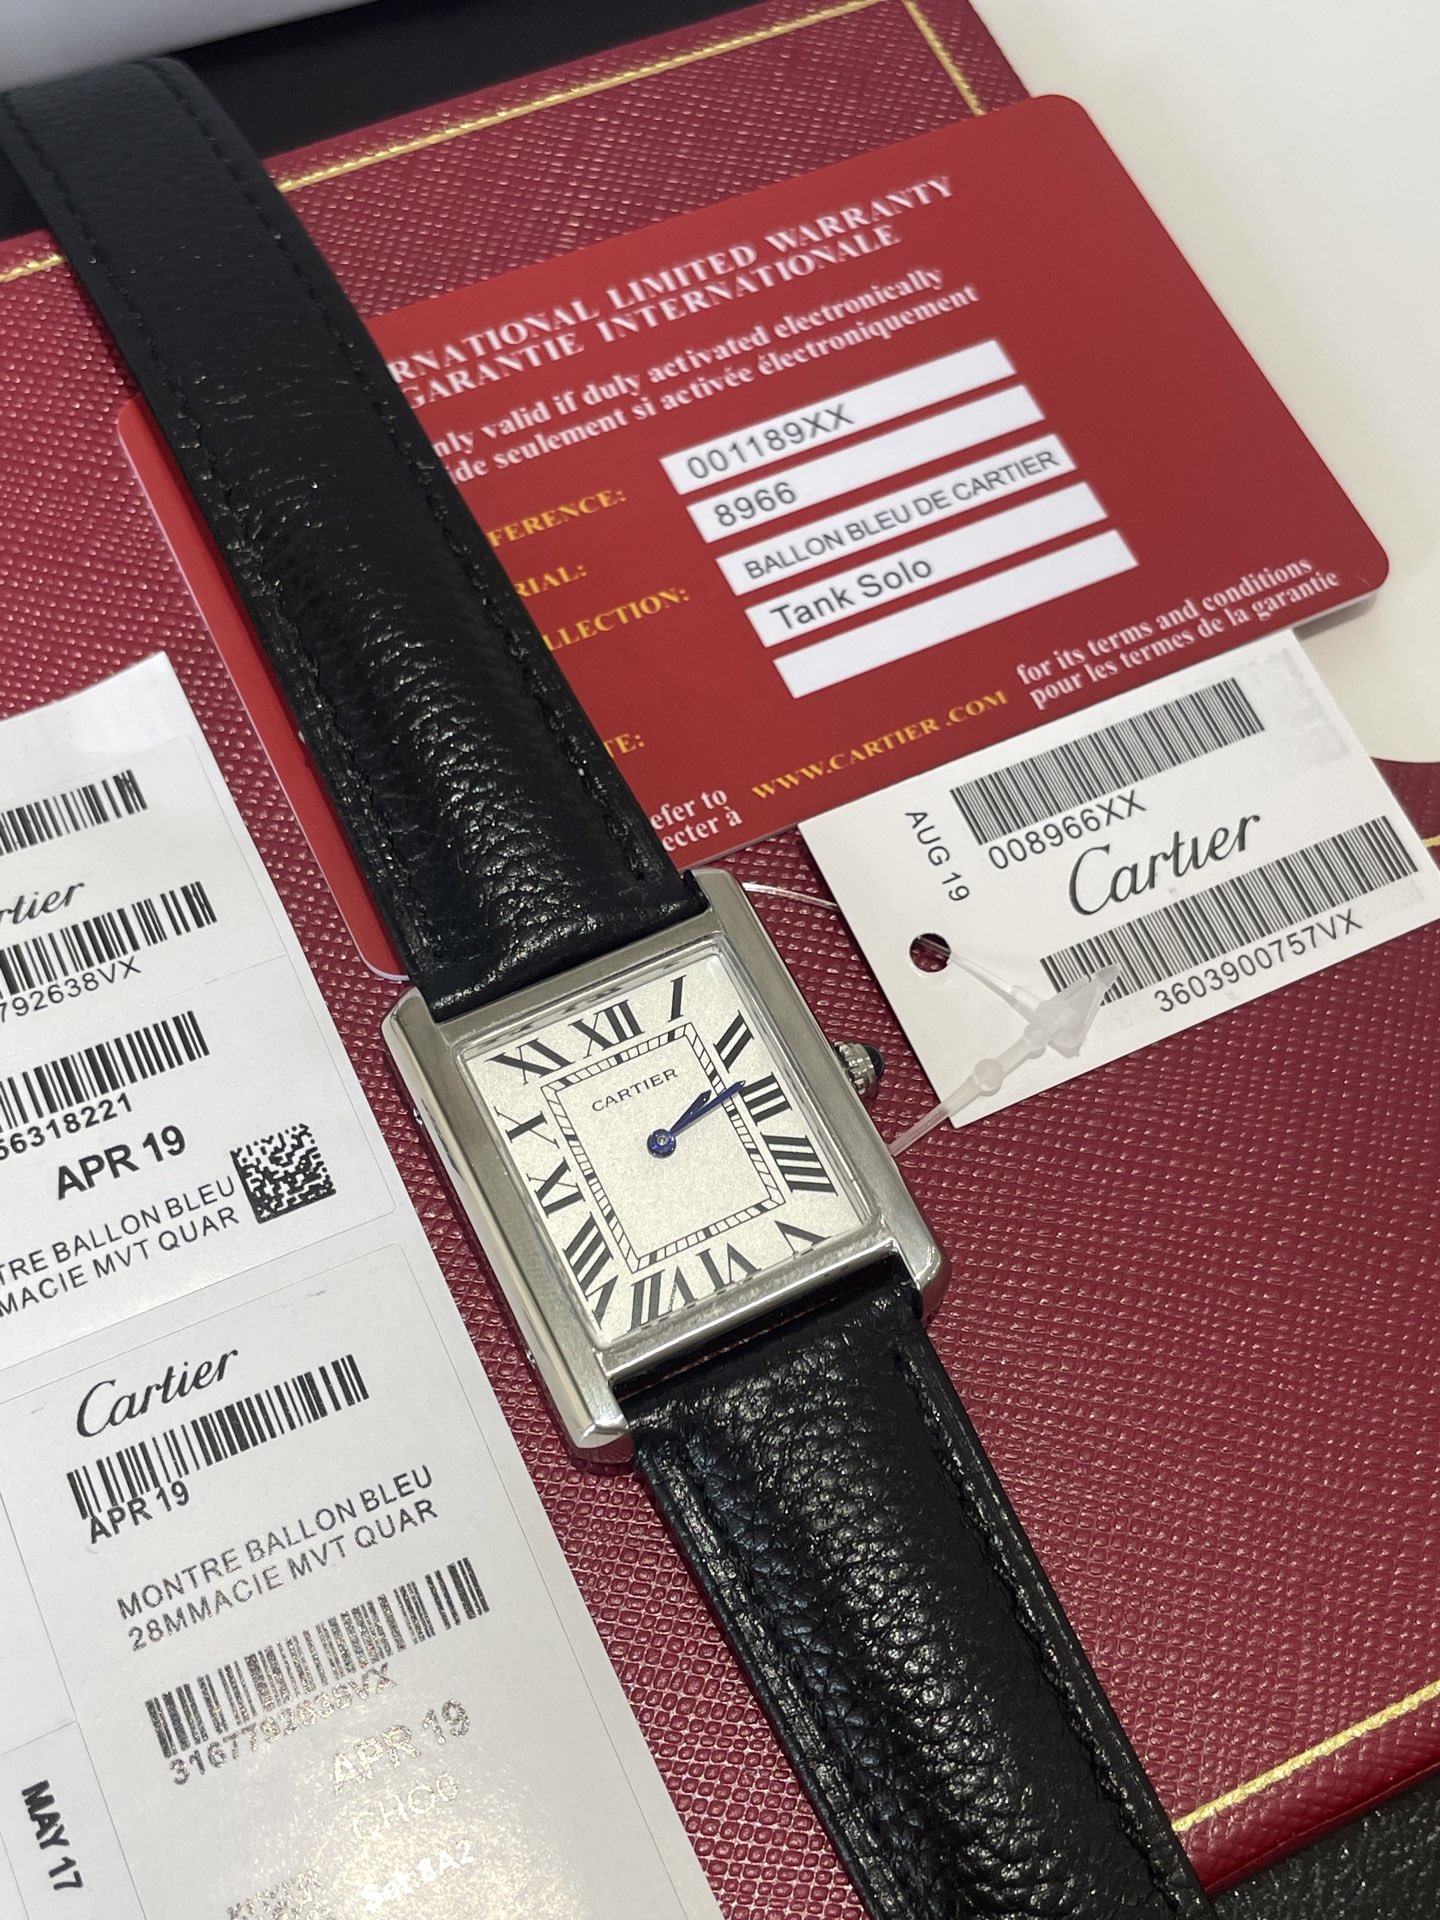 RNATIONAL LIMITED WARRANTY
GARANTIE INTERNATIONALE
nly valid if duly activated electronically
ide seulement si activée électroniquement
FERENCE: 001189XX
RIAL: 8966
LLECTION: BALLON BLEU DE CARTIER
Tank Solo
TE:
efer to WWW.CARTIER.COM for its terms and conditions
ecter à pour les termes de la garantie
AUG 19
008966XX
Cartier
3603900757VX
XII
I
II
III
IIII
V
VI
VII
VIII
IX
X
XI
CARTIER
rtier
792638VX
56318221
APR 19
TRE BALLON BLEU
MACIE MVT QUAR
Cartier
APR 19
MONTRE BALLON BLEU
28MMACIE MVT QUAR
APR 19
MAY 17